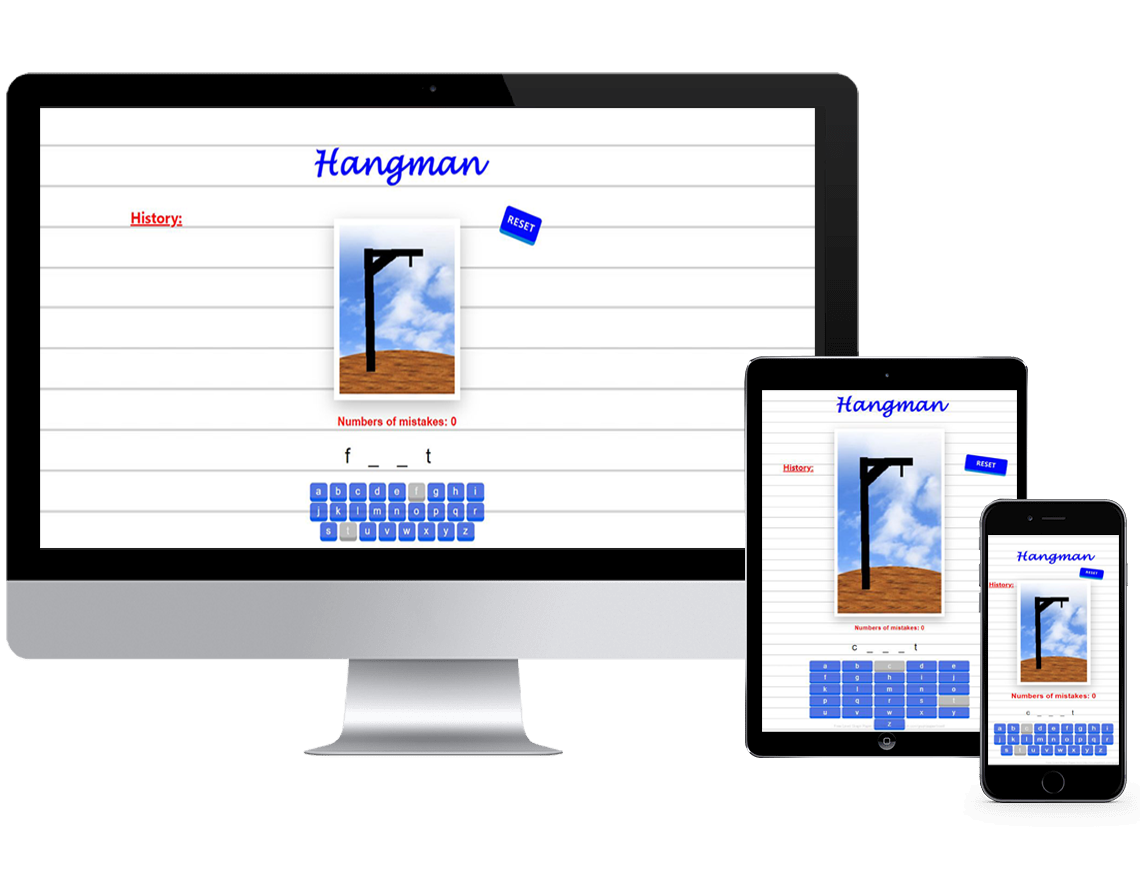 Hangman
History:
RESET
Numbers of mistakes: 0
f _ _ t
a b c d e f g h i
j k l m n o p q r
s t u v w x y z
Hangman
History:
RESET
Numbers of mistakes: 0
c _ _ _ t
a b c d e
f g h i j
k l m n o
p q r s t
u v w x y
z
Hangman
RESET
History:
Numbers of mistakes: 0
c _ _ _ t
a b c d e f g h i
j k l m n o p q r
s t u v w x y z